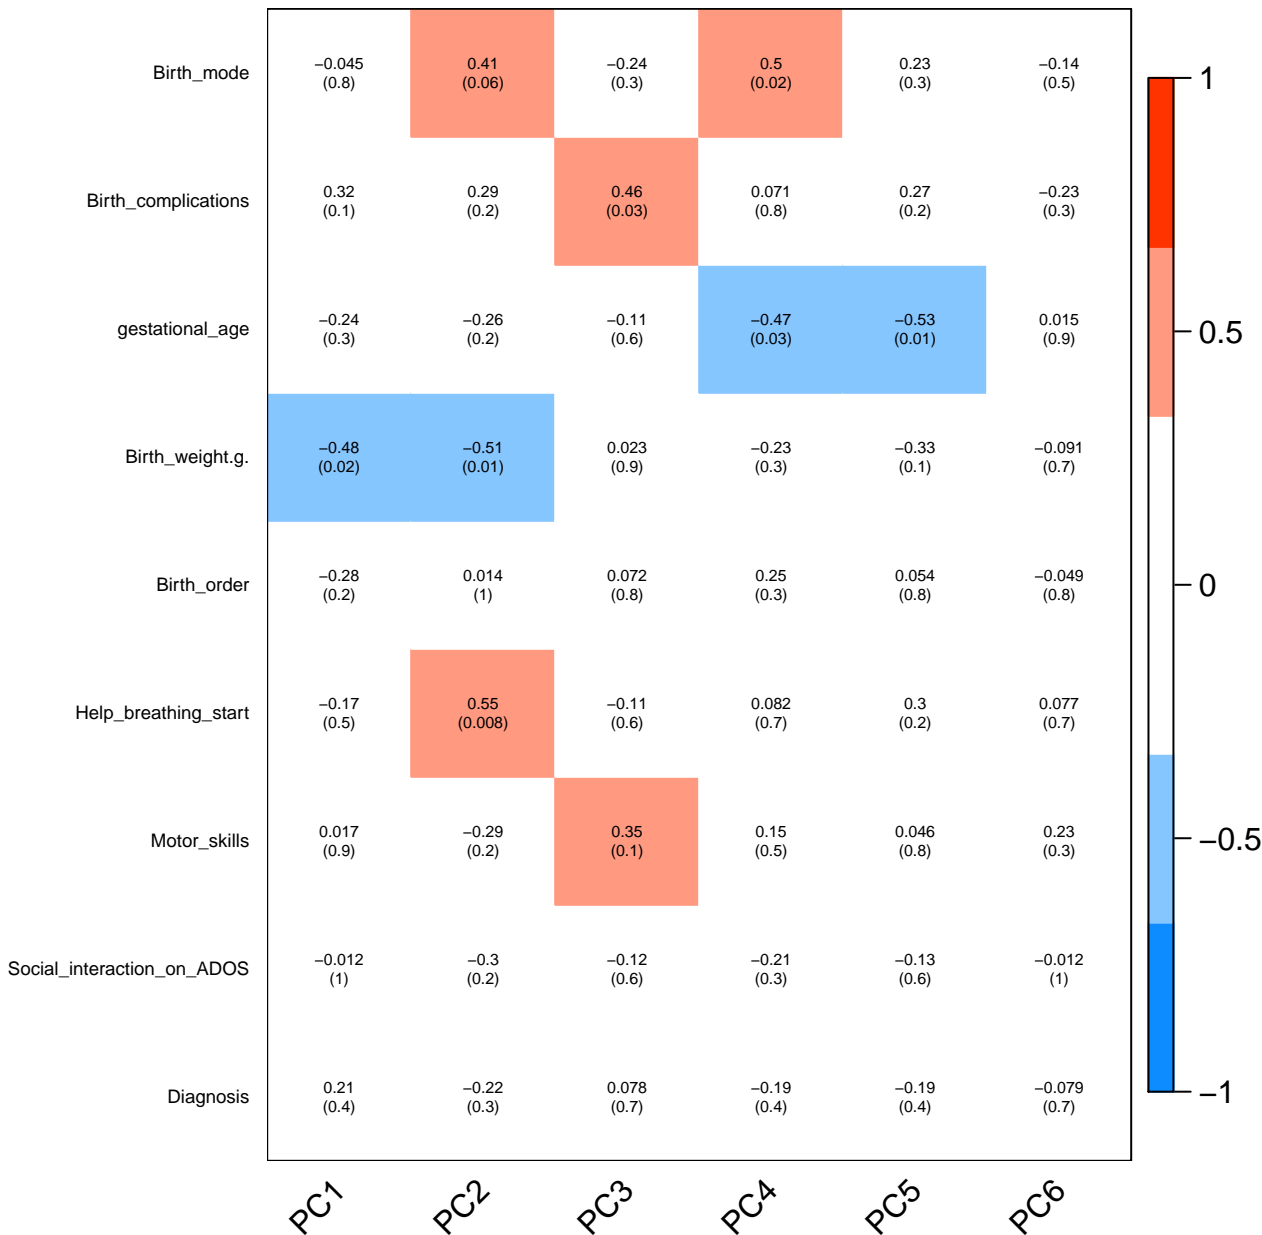 Birth_mode −0.045 0.41 −0.24 0.5 0.23 −0.14
(0.8) (0.06) (0.3) (0.02) (0.3) (0.5)
Birth_complications 0.32 0.29 0.46 0.071 0.27 −0.23
(0.1) (0.2) (0.03) (0.8) (0.2) (0.3)
gestational_age −0.24 −0.26 −0.11 −0.47 −0.53 0.015
(0.3) (0.2) (0.6) (0.03) (0.01) (0.9)
Birth_weight.g. −0.48 −0.51 0.023 −0.23 −0.33 −0.091
(0.02) (0.01) (0.9) (0.3) (0.1) (0.7)
Birth_order −0.28 0.014 0.072 0.25 0.054 −0.049
(0.2) (1) (0.8) (0.3) (0.8) (0.8)
Help_breathing_start −0.17 0.55 −0.11 0.082 0.3 0.077
(0.5) (0.008) (0.6) (0.7) (0.2) (0.7)
Motor_skills 0.017 −0.29 0.35 0.15 0.046 0.23
(0.9) (0.2) (0.1) (0.5) (0.8) (0.3)
Social_interaction_on_ADOS −0.012 −0.3 −0.12 −0.21 −0.13 −0.012
(1) (0.2) (0.6) (0.3) (0.6) (1)
Diagnosis 0.21 −0.22 0.078 −0.19 −0.19 −0.079
(0.4) (0.3) (0.7) (0.4) (0.4) (0.7)
PC1 PC2 PC3 PC4 PC5 PC6
1
0.5
0
−0.5
−1